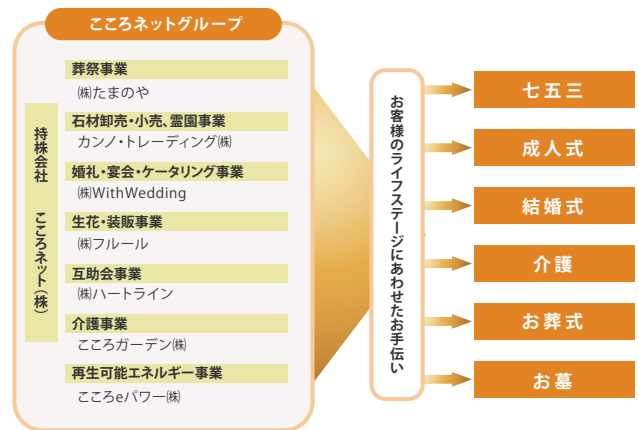 こころネットグループ
持株会社 こころネット(株)
葬祭事業
㈱たまのや
石材卸売・小売、霊園事業
カンノ・トレーディング㈱
婚礼・宴会・ケータリング事業
㈱WithWedding
生花・装販事業
㈱フルール
互助会事業
㈱ハートライン
介護事業
こころガーデン㈱
再生可能エネルギー事業
こころeパワー㈱
お客様のライフステージにあわせたお手伝い
七五三
成人式
結婚式
介護
お葬式
お墓